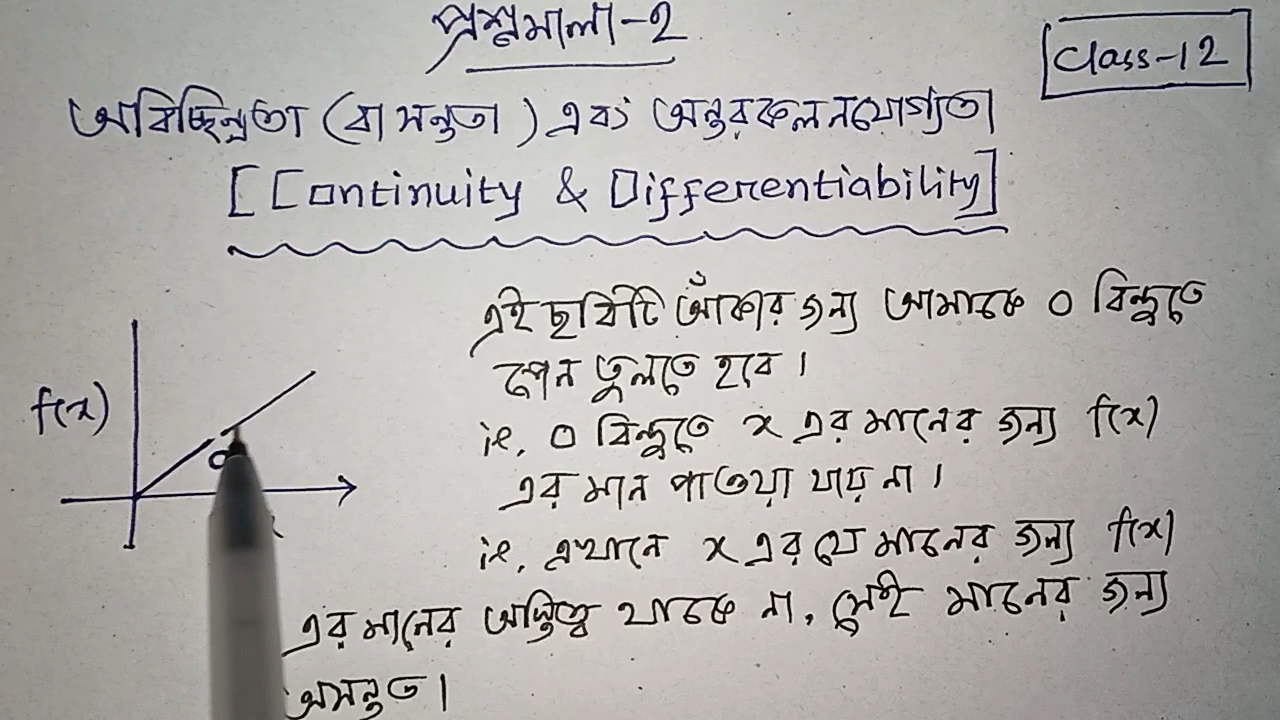 প্রশ্নমালা-২
Class-12
অবিচ্ছিন্নতা (বা সন্ততা) এবং অন্তরকলনযোগ্যতা
[Continuity & Differentiability]
এই ছবিটি আঁকার জন্য আমাকে 0 বিন্দুতে
পেন তুলতে হবে।
ie, 0 বিন্দুতে x এর মানের জন্য f(x)
এর মান পাওয়া যায় না।
ie, এখানে x এর যে মানের জন্য f(x)
এর মানের অস্তিত্ব থাকে না, সেই মানের জন্য
অসন্তত।
f(x)